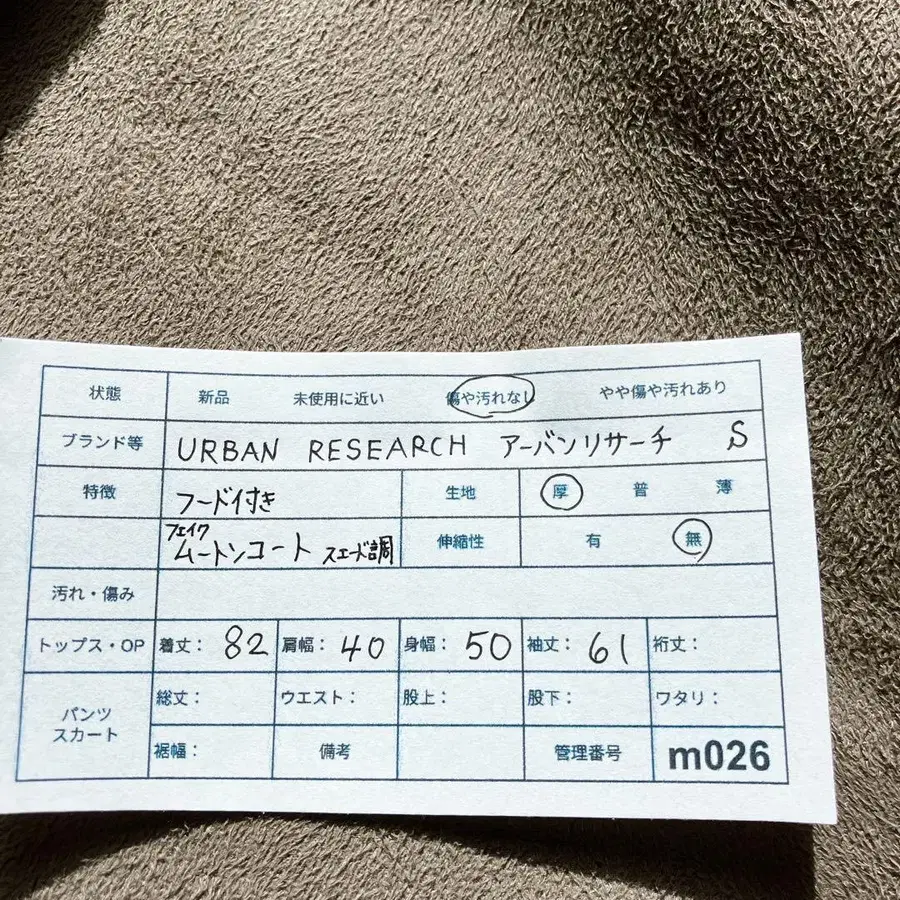 状態 新品 未使用に近い 傷や汚れなし やや傷や汚れあり
ブランド等 URBAN RESEARCH アーバンリサーチ S
特徴 フード付き 生地 厚 普 薄
フェイク
ムートンコート スエード調 伸縮性 有 無
汚れ・傷み
トップス・OP 着丈: 82 肩幅: 40 身幅: 50 袖丈: 61 裄丈:
パンツ スカート 総丈: ウエスト: 股上: 股下: ワタリ:
裾幅: 備考 管理番号 m026